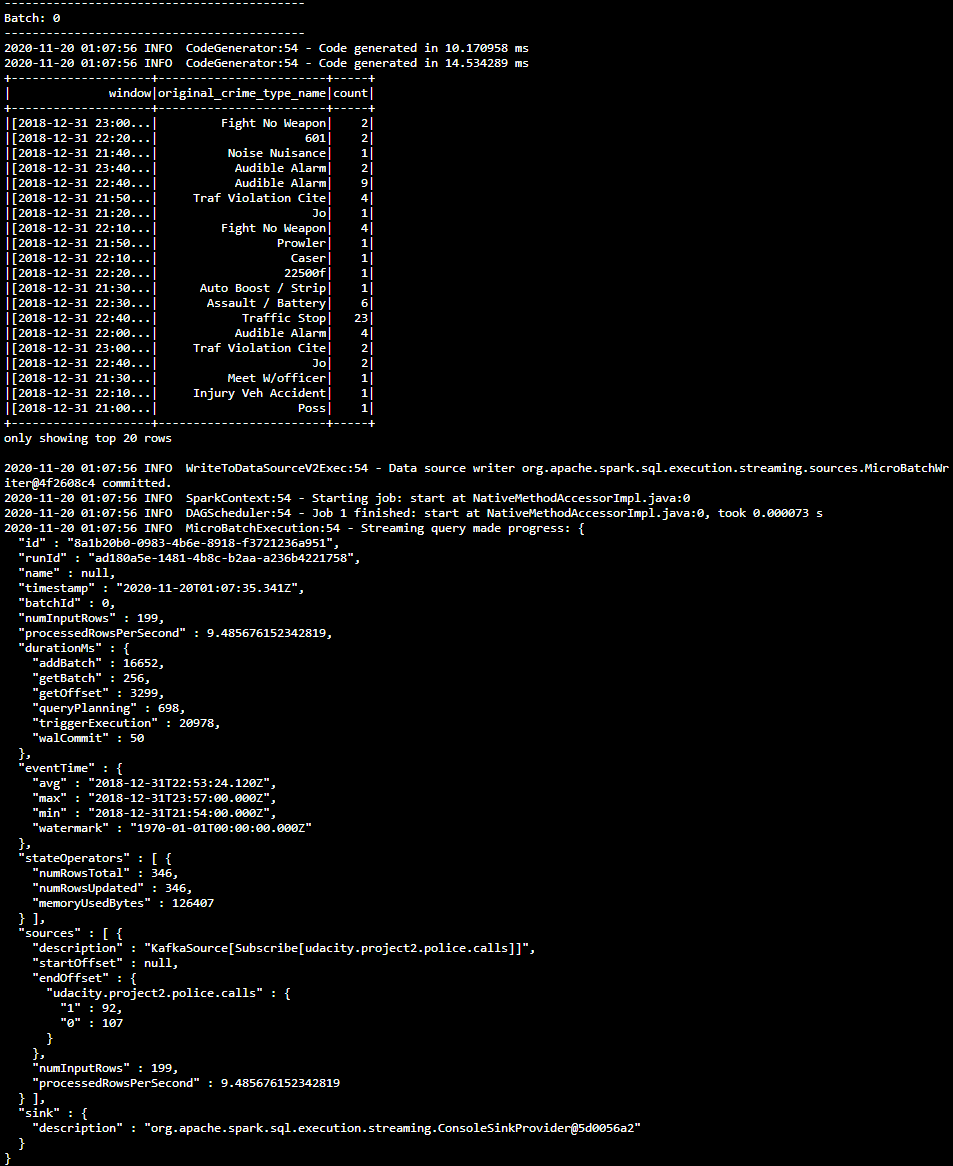 -------------------------------------------
Batch: 0
-------------------------------------------
2020-11-20 01:07:56 INFO  CodeGenerator:54 - Code generated in 10.170958 ms
2020-11-20 01:07:56 INFO  CodeGenerator:54 - Code generated in 14.534289 ms
+--------------------+------------------------+-----+
|              window|original_crime_type_name|count|
+--------------------+------------------------+-----+
|[2018-12-31 23:00...|         Fight No Weapon|    2|
|[2018-12-31 22:20...|                     601|    2|
|[2018-12-31 21:40...|          Noise Nuisance|    1|
|[2018-12-31 23:40...|           Audible Alarm|    2|
|[2018-12-31 22:40...|           Audible Alarm|    9|
|[2018-12-31 21:50...|     Traf Violation Cite|    4|
|[2018-12-31 21:20...|                      Jo|    1|
|[2018-12-31 22:10...|         Fight No Weapon|    4|
|[2018-12-31 21:50...|                 Prowler|    1|
|[2018-12-31 22:10...|                   Caser|    1|
|[2018-12-31 22:20...|                  22500f|    1|
|[2018-12-31 21:30...|      Auto Boost / Strip|    1|
|[2018-12-31 22:30...|       Assault / Battery|    6|
|[2018-12-31 22:40...|            Traffic Stop|   23|
|[2018-12-31 22:00...|           Audible Alarm|    4|
|[2018-12-31 23:00...|     Traf Violation Cite|    2|
|[2018-12-31 22:40...|                      Jo|    2|
|[2018-12-31 21:30...|          Meet W/officer|    1|
|[2018-12-31 22:10...|     Injury Veh Accident|    1|
|[2018-12-31 21:00...|                    Poss|    1|
+--------------------+------------------------+-----+
only showing top 20 rows
2020-11-20 01:07:56 INFO  WriteToDataSourceV2Exec:54 - Data source writer org.apache.spark.sql.execution.streaming.sources.MicroBatchWr
iter@4f2608c4 committed.
2020-11-20 01:07:56 INFO  SparkContext:54 - Starting job: start at NativeMethodAccessorImpl.java:0
2020-11-20 01:07:56 INFO  DAGScheduler:54 - Job 1 finished: start at NativeMethodAccessorImpl.java:0, took 0.000073 s
2020-11-20 01:07:56 INFO  MicroBatchExecution:54 - Streaming query made progress: {
  "id" : "8a1b20b0-0983-4b6e-8918-f3721236a951",
  "runId" : "ad180a5e-1481-4b8c-b2aa-a236b4221758",
  "name" : null,
  "timestamp" : "2020-11-20T01:07:35.341Z",
  "batchId" : 0,
  "numInputRows" : 199,
  "processedRowsPerSecond" : 9.485676152342819,
  "durationMs" : {
    "addBatch" : 16652,
    "getBatch" : 256,
    "getOffset" : 3299,
    "queryPlanning" : 698,
    "triggerExecution" : 20978,
    "walCommit" : 50
  },
  "eventTime" : {
    "avg" : "2018-12-31T22:53:24.120Z",
    "max" : "2018-12-31T23:57:00.000Z",
    "min" : "2018-12-31T21:54:00.000Z",
    "watermark" : "1970-01-01T00:00:00.000Z"
  },
  "stateOperators" : [ {
    "numRowsTotal" : 346,
    "numRowsUpdated" : 346,
    "memoryUsedBytes" : 126407
  } ],
  "sources" : [ {
    "description" : "KafkaSource[Subscribe[udacity.project2.police.calls]]",
    "startOffset" : null,
    "endOffset" : {
      "udacity.project2.police.calls" : {
        "1" : 92,
        "0" : 107
      }
    },
    "numInputRows" : 199,
    "processedRowsPerSecond" : 9.485676152342819
  } ],
  "sink" : {
    "description" : "org.apache.spark.sql.execution.streaming.ConsoleSinkProvider@5d0056a2"
  }
}